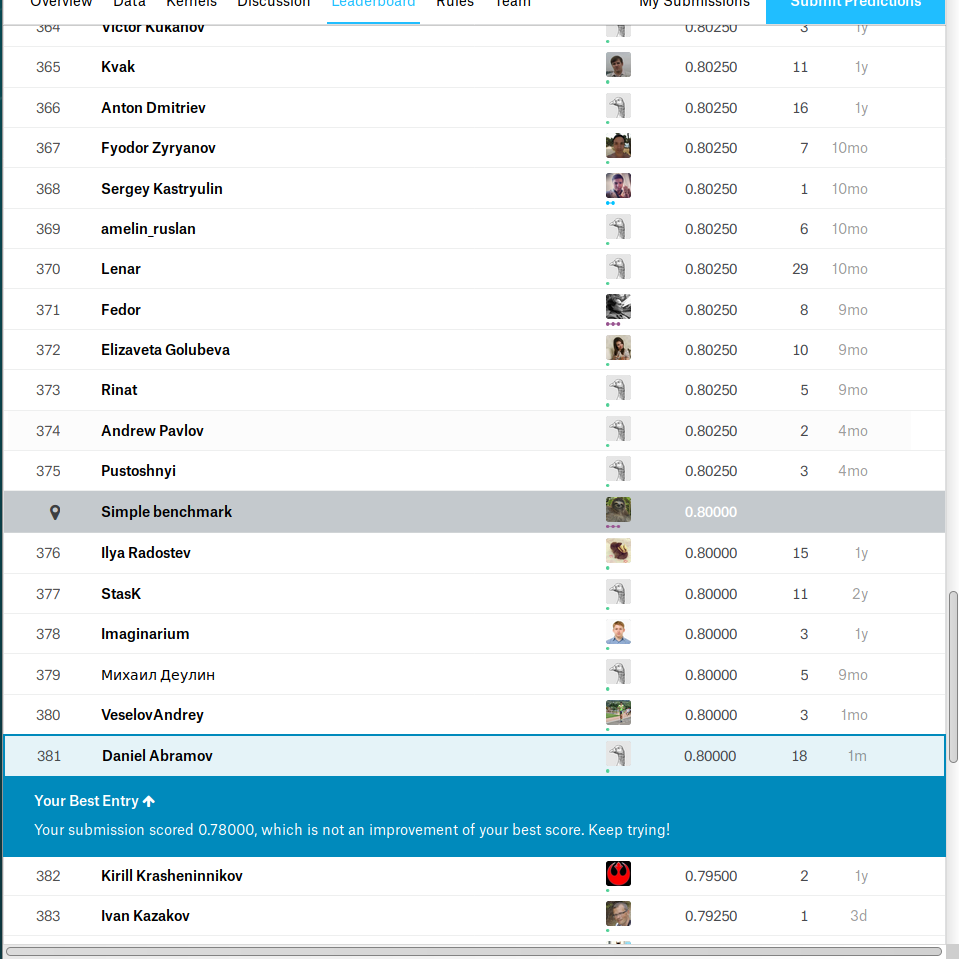 Overview Data Kernels Discussion Leaderboard Rules Team My Submissions Submit Predictions
364 Victor Kukanov 0.80250 3 1y
365 Kvak 0.80250 11 1y
366 Anton Dmitriev 0.80250 16 1y
367 Fyodor Zyryanov 0.80250 7 10mo
368 Sergey Kastryulin 0.80250 1 10mo
369 amelin_ruslan 0.80250 6 10mo
370 Lenar 0.80250 29 10mo
371 Fedor 0.80250 8 9mo
372 Elizaveta Golubeva 0.80250 10 9mo
373 Rinat 0.80250 5 9mo
374 Andrew Pavlov 0.80250 2 4mo
375 Pustoshnyi 0.80250 3 4mo
Simple benchmark 0.80000
376 Ilya Radostev 0.80000 15 1y
377 StasK 0.80000 11 2y
378 Imaginarium 0.80000 3 1y
379 Михаил Деулин 0.80000 5 9mo
380 VeselovAndrey 0.80000 3 1mo
381 Daniel Abramov 0.80000 18 1m
Your Best Entry
Your submission scored 0.78000, which is not an improvement of your best score. Keep trying!
382 Kirill Krasheninnikov 0.79500 2 1y
383 Ivan Kazakov 0.79250 1 3d